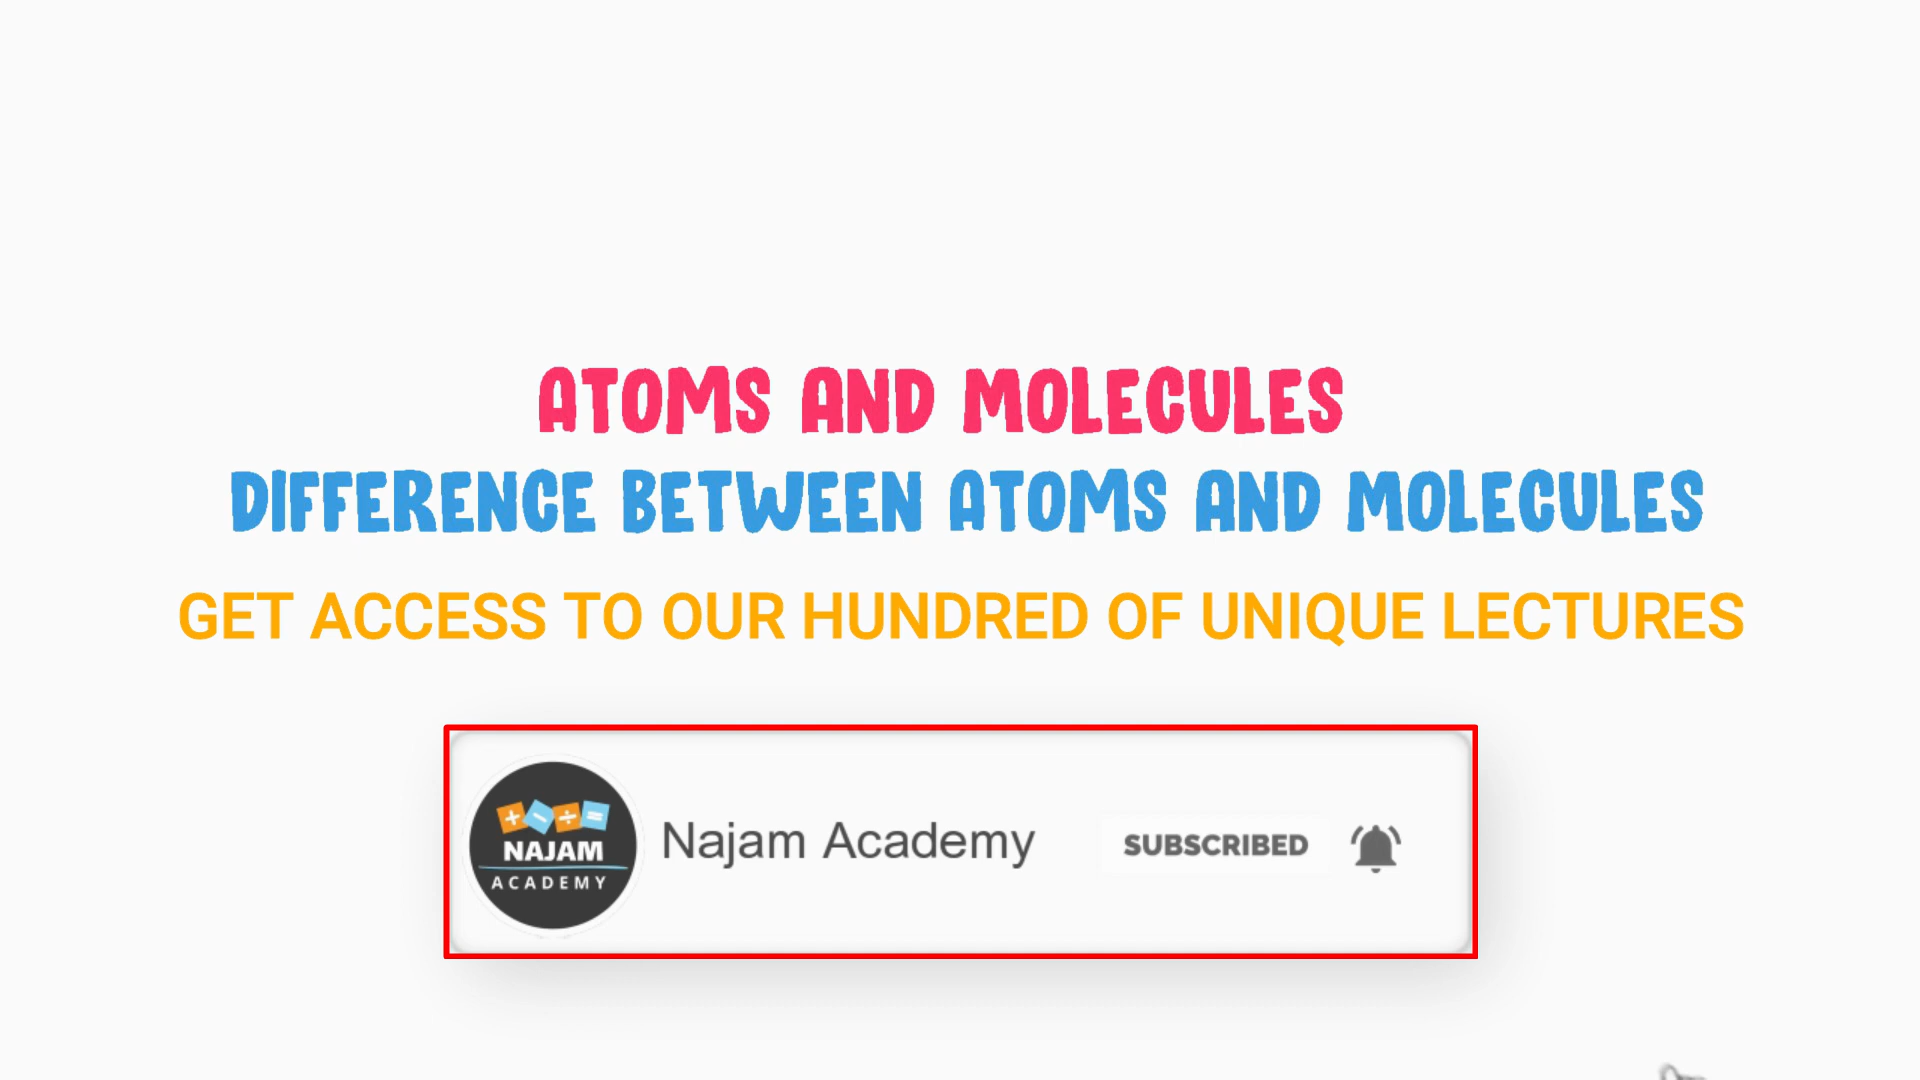 ATOMS AND MOLECULES
DIFFERENCE BETWEEN ATOMS AND MOLECULES
GET ACCESS TO OUR HUNDRED OF UNIQUE LECTURES
+ − ÷ =
NAJAM
ACADEMY
Najam Academy
SUBSCRIBED